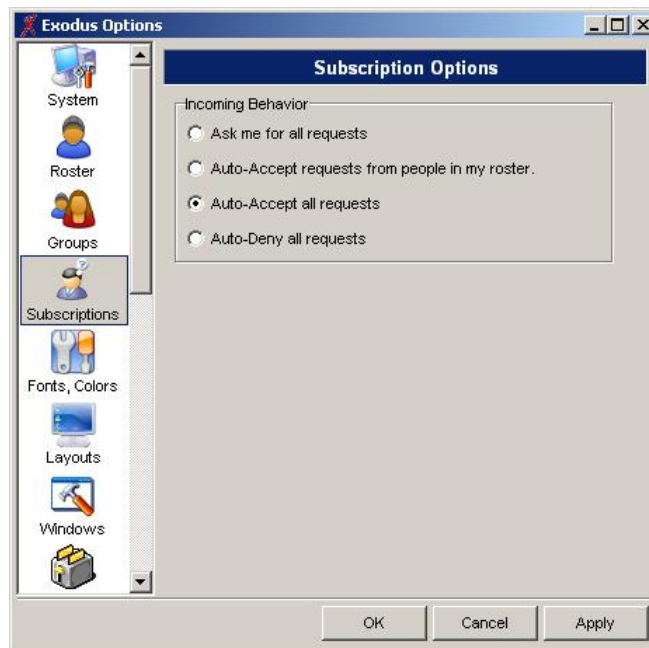 Exodus Options
System
Roster
Groups
Subscriptions
Fonts, Colors
Layouts
Windows
Subscription Options
Incoming Behavior
Ask me for all requests
Auto-Accept requests from people in my roster.
Auto-Accept all requests
Auto-Deny all requests
OK
Cancel
Apply